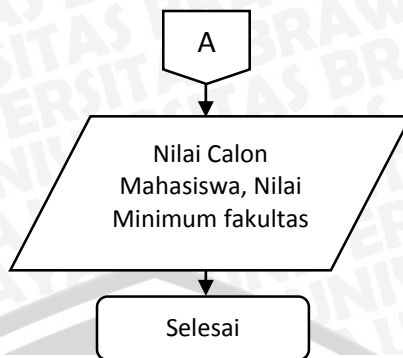 A
Nilai Calon
Mahasiswa, Nilai
Minimum fakultas
Selesai